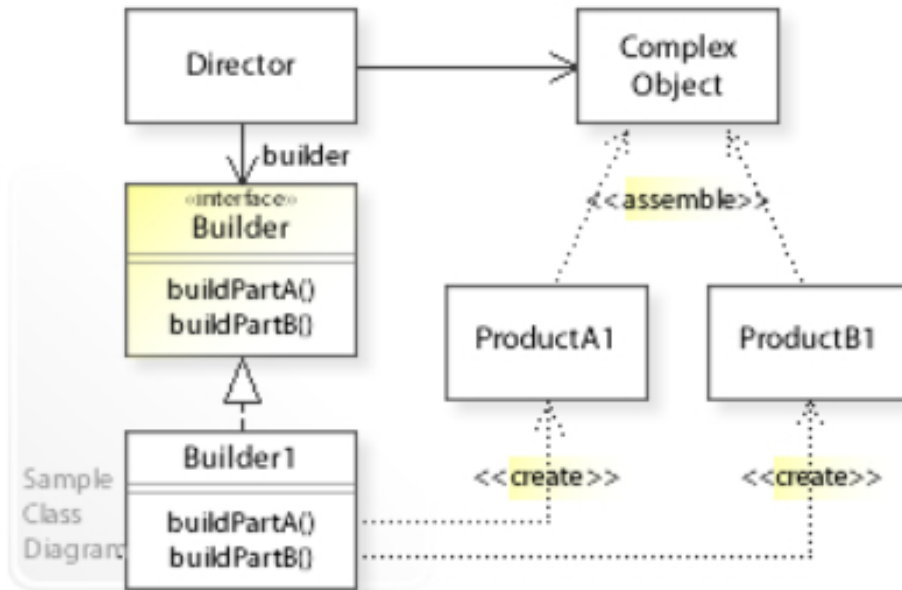 Director
Complex
Object
builder
«interface»
Builder
buildPartA()
buildPartB()
<<assemble>>
ProductA1
ProductB1
Builder1
buildPartA()
buildPartB()
<<create>>
<<create>>
Sample
Class
Diagram